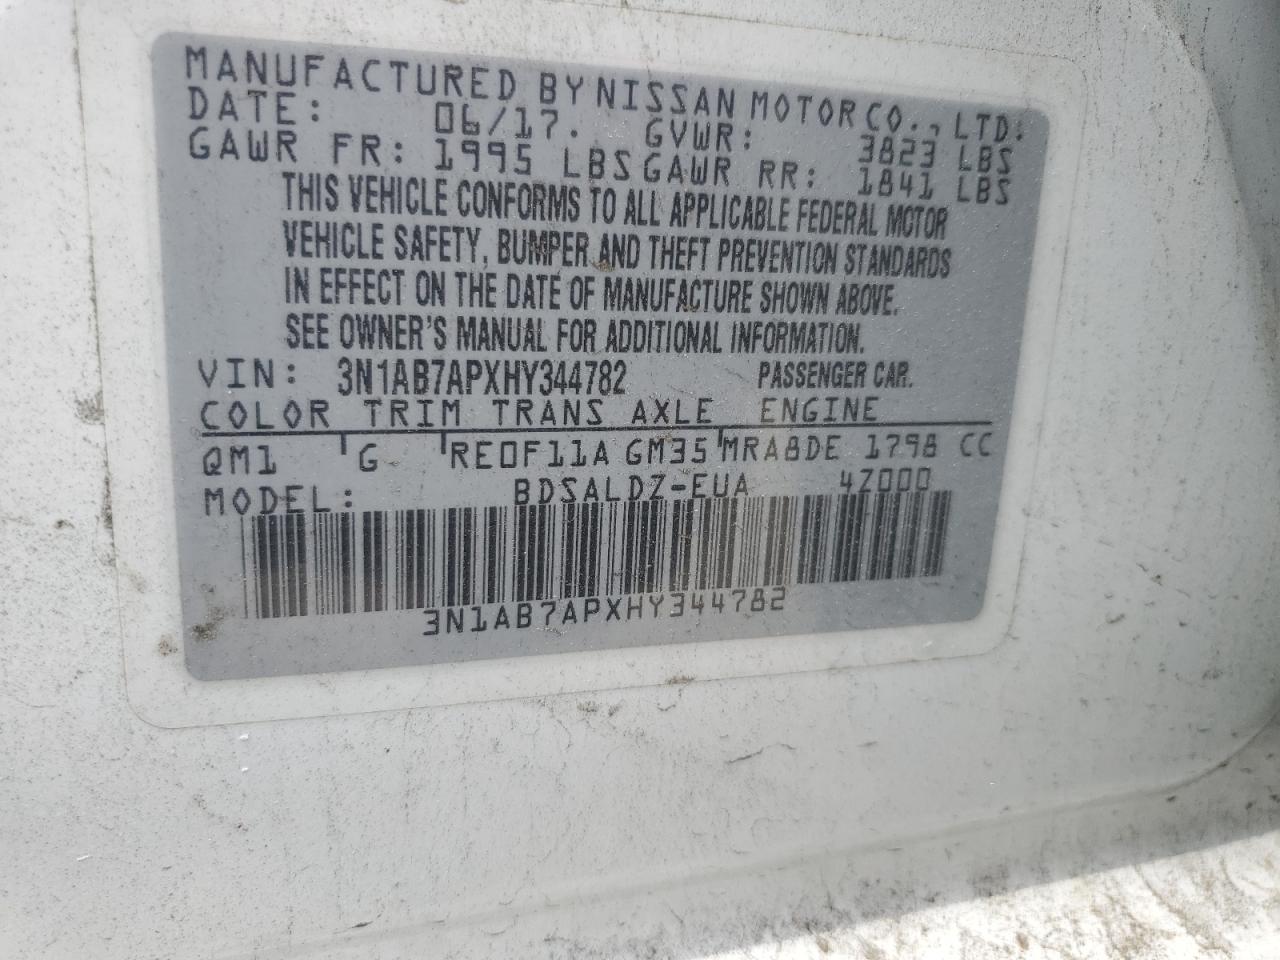 MANUFACTURED BY NISSAN MOTOR CO., LTD.
DATE: 06/17. GVWR: 3823 LBS
GAWR FR: 1995 LBS GAWR RR: 1841 LBS
THIS VEHICLE CONFORMS TO ALL APPLICABLE FEDERAL MOTOR
VEHICLE SAFETY, BUMPER AND THEFT PREVENTION STANDARDS
IN EFFECT ON THE DATE OF MANUFACTURE SHOWN ABOVE.
SEE OWNER'S MANUAL FOR ADDITIONAL INFORMATION.
VIN: 3N1AB7APXHY344782 PASSENGER CAR.
COLOR TRIM TRANS AXLE ENGINE
QM1 G RE0F11A GM35 MRA8DE 1798 CC
MODEL: BDSALDZ-EUA 4Z000
3N1AB7APXHY344782